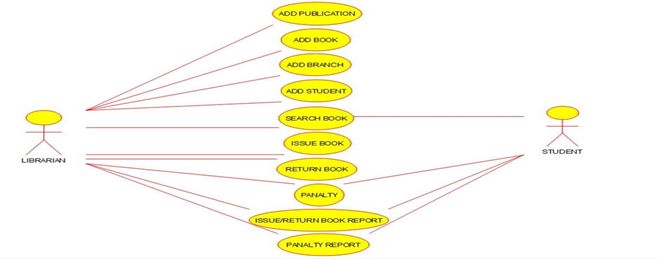 ADD PUBLICATION
ADD BOOK
ADD BRANCH
ADD STUDENT
SEARCH BOOK
ISSUE BOOK
RETURN BOOK
PANALTY
ISSUE/RETURN BOOK REPORT
PANALTY REPORT
LIBRARIAN
STUDENT